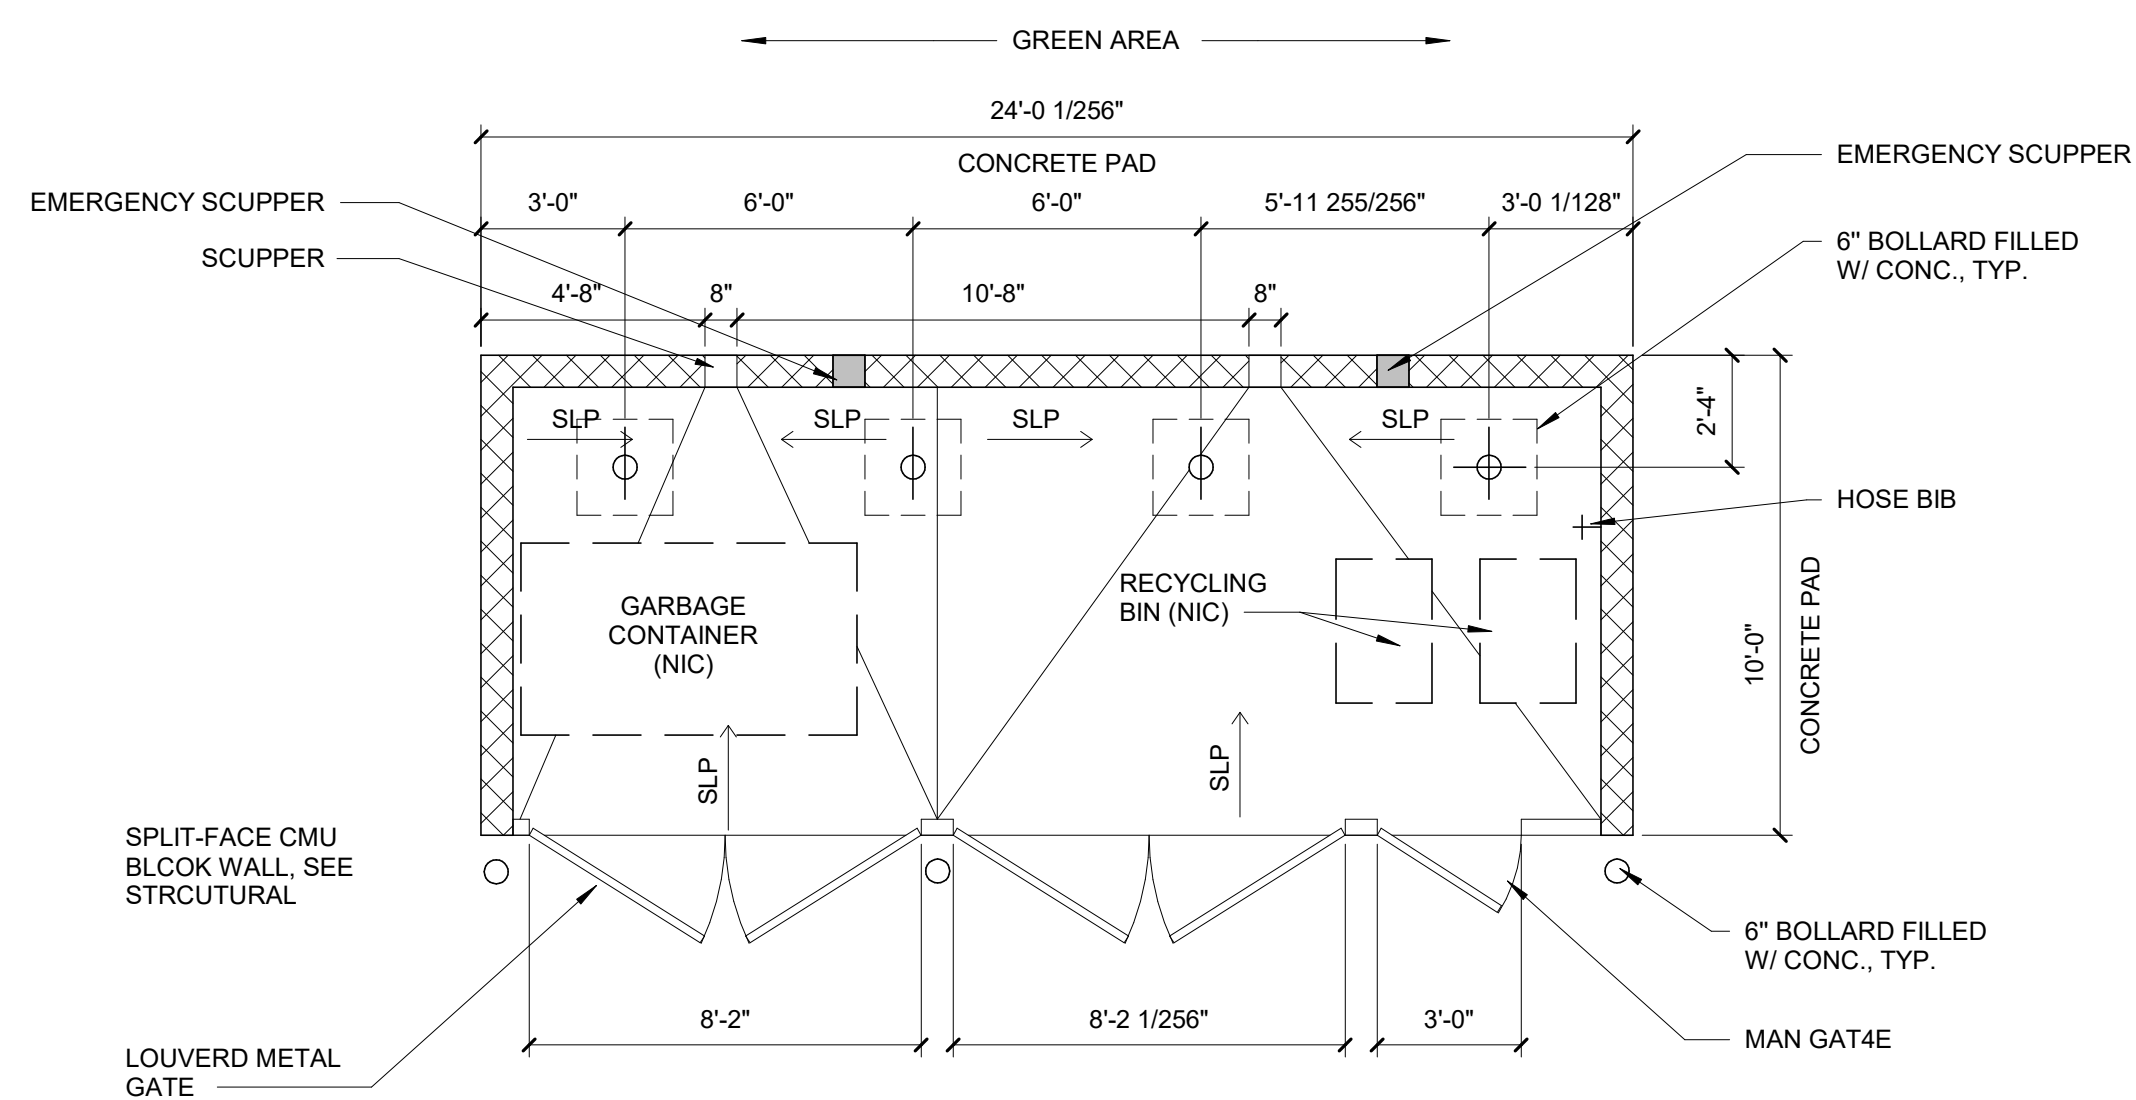 GREEN AREA
24'-0 1/256"
CONCRETE PAD
EMERGENCY SCUPPER
EMERGENCY SCUPPER
3'-0"
6'-0"
6'-0"
5'-11 255/256"
3'-0 1/128"
SCUPPER
6" BOLLARD FILLED
W/ CONC., TYP.
4'-8"
8"
10'-8"
8"
SLP
SLP
SLP
SLP
2'-4"
HOSE BIB
GARBAGE
CONTAINER
(NIC)
RECYCLING
BIN (NIC)
10'-0"
CONCRETE PAD
SLP
SLP
SPLIT-FACE CMU
BLCOK WALL, SEE
STRCUTURAL
6" BOLLARD FILLED
W/ CONC., TYP.
8'-2"
8'-2 1/256"
3'-0"
MAN GAT4E
LOUVERD METAL
GATE